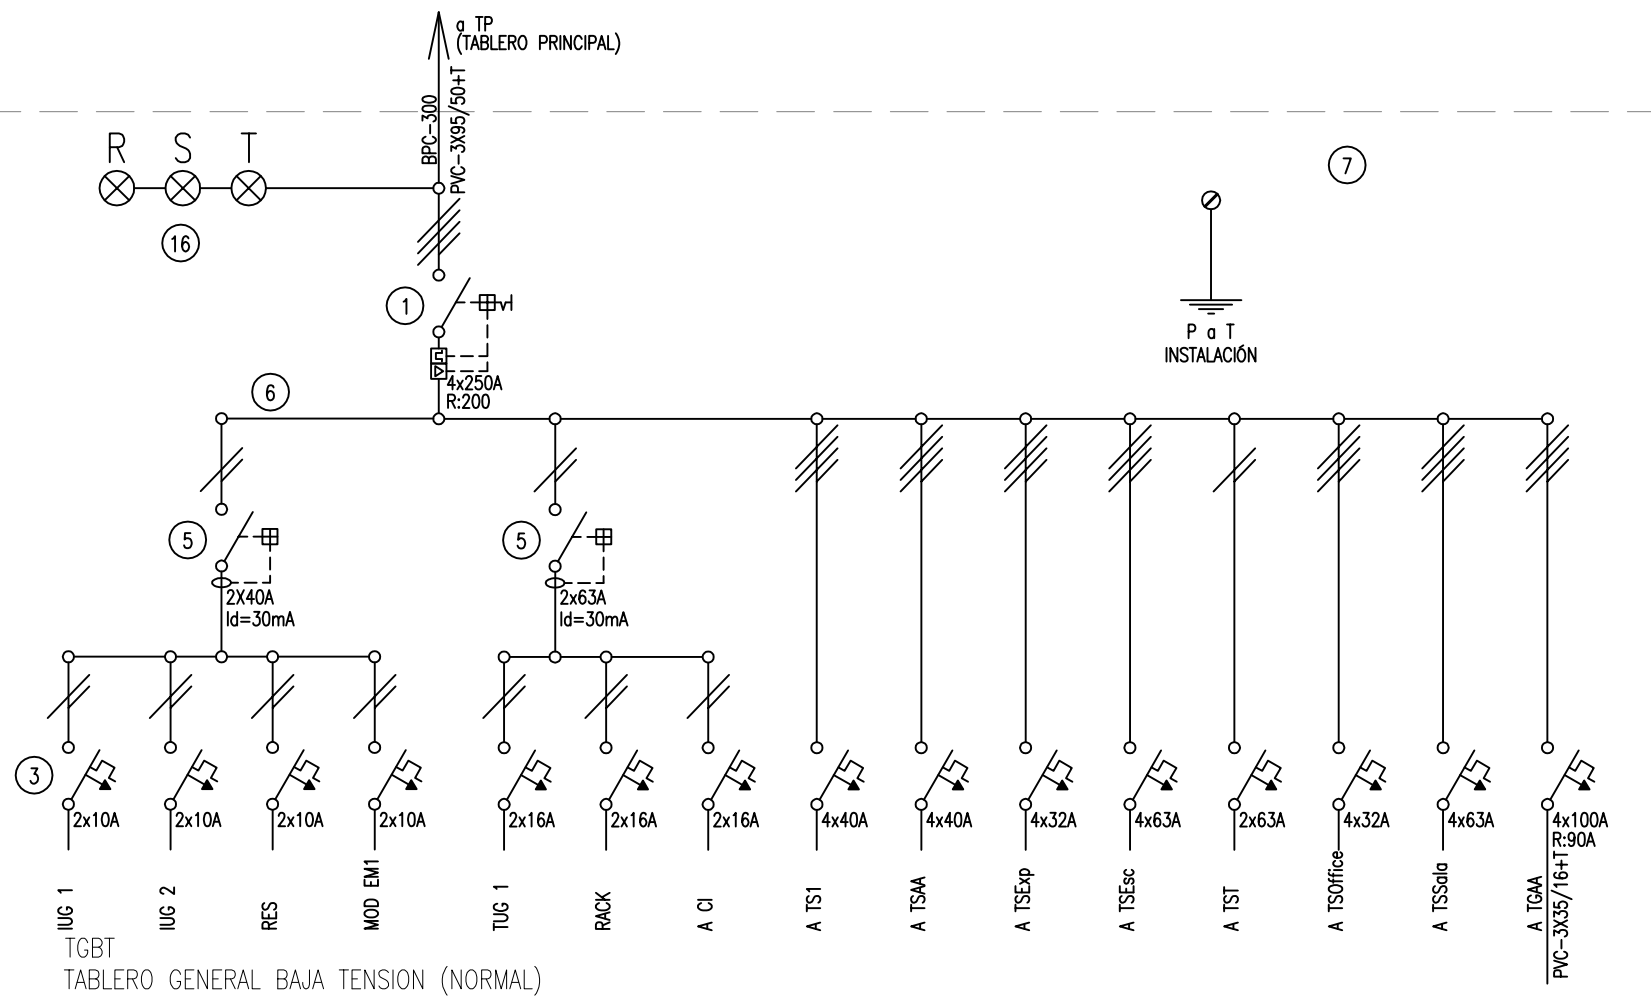 a TP
(TABLERO PRINCIPAL)
BPC-300
PVC-3X95/50+T
R S T
16
7
1
P a T
INSTALACIÓN
4x250A
R:200
6
5
2X40A
Id=30mA
5
2x63A
Id=30mA
3
2x10A
2x10A
2x10A
2x10A
2x16A
2x16A
2x16A
4x40A
4x40A
4x32A
4x63A
2x63A
4x32A
4x63A
4x100A
R:90A
IUG 1
IUG 2
RES
MOD EM1
TUG 1
RACK
A CI
A TS1
A TSAA
A TSExp
A TSEsc
A TST
A TSOffice
A TSSala
A TGAA
PVC-3X35/16+T
TGBT
TABLERO GENERAL BAJA TENSION (NORMAL)